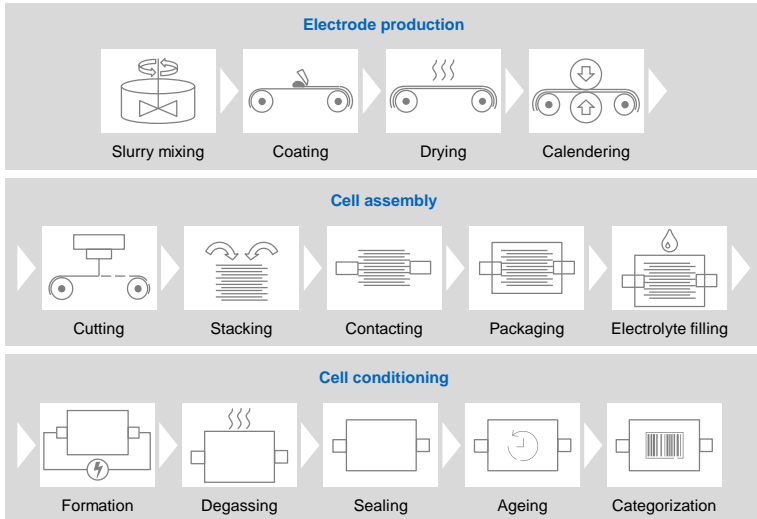 Electrode production
Slurry mixing
Coating
Drying
Calendering
Cell assembly
Cutting
Stacking
Contacting
Packaging
Electrolyte filling
Cell conditioning
Formation
Degassing
Sealing
Ageing
Categorization